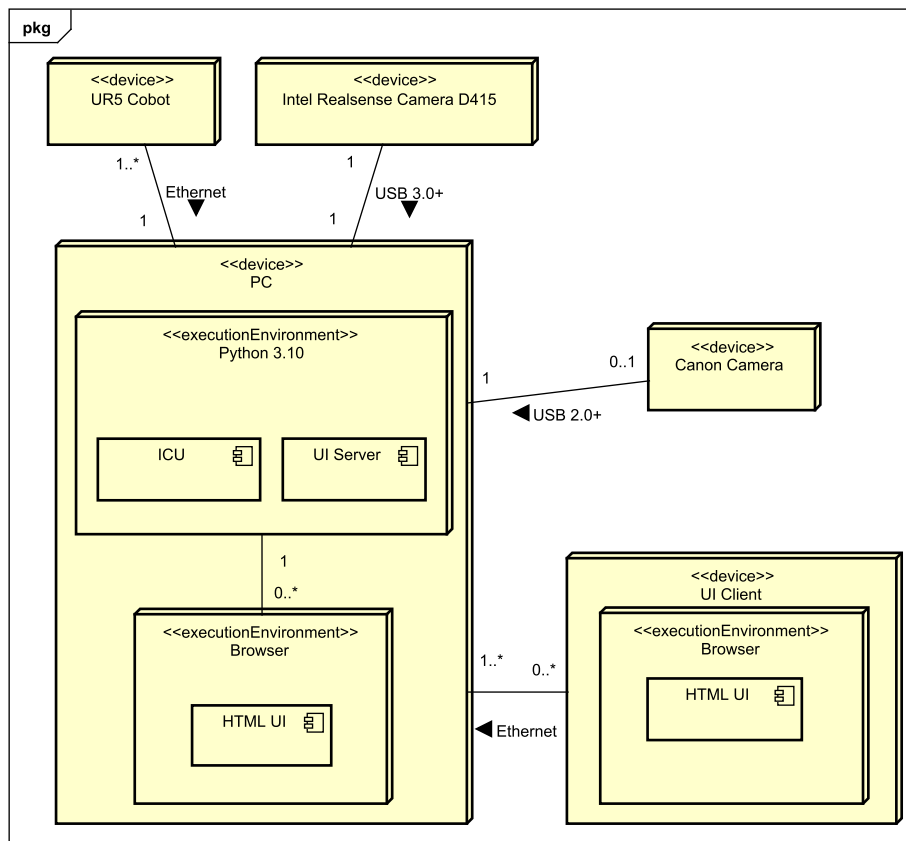 pkg
<<device>>
UR5 Cobot
<<device>>
Intel Realsense Camera D415
1..*
Ethernet
1
1
USB 3.0+
1
<<device>>
PC
<<executionEnvironment>>
Python 3.10
ICU
UI Server
<<device>>
Canon Camera
0..1
1
USB 2.0+
1
0..*
<<executionEnvironment>>
Browser
HTML UI
<<device>>
UI Client
<<executionEnvironment>>
Browser
HTML UI
1..*
0..*
Ethernet